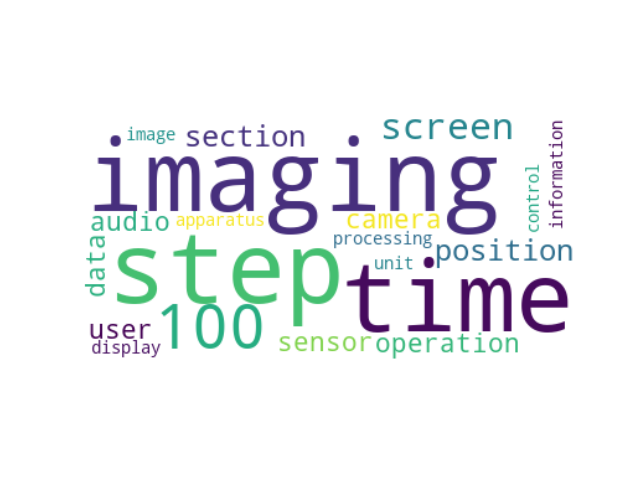 image section screen
imaging
audio apparatus camera
control information
processing
data step unit position
time
user 100
display sensor operation